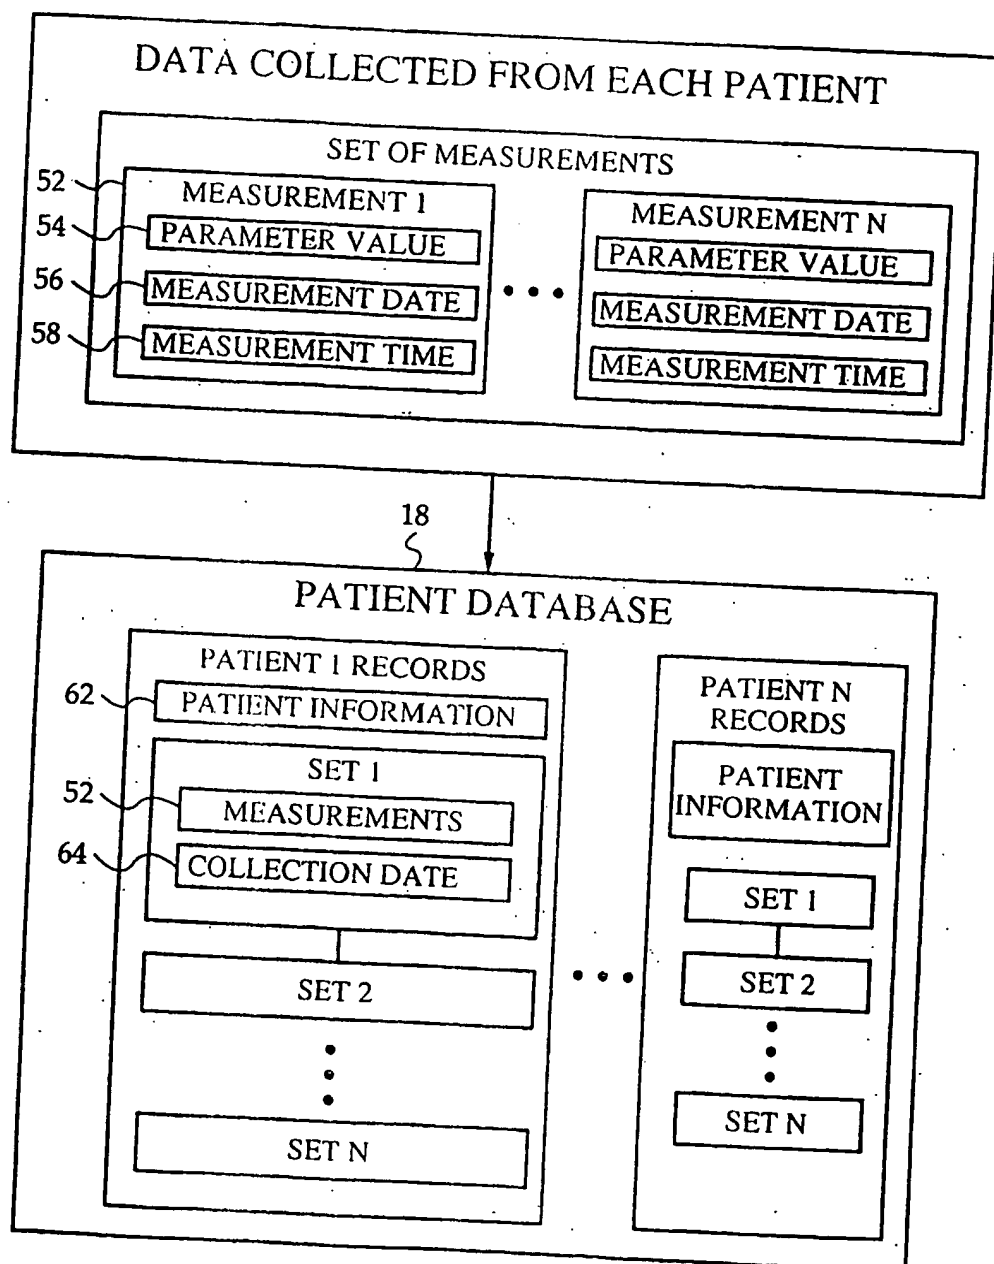 DATA COLLECTED FROM EACH PATIENT
SET OF MEASUREMENTS
52
MEASUREMENT 1
54
PARAMETER VALUE
56
MEASUREMENT DATE
58
MEASUREMENT TIME
MEASUREMENT N
PARAMETER VALUE
MEASUREMENT DATE
MEASUREMENT TIME
18
PATIENT DATABASE
PATIENT 1 RECORDS
62
PATIENT INFORMATION
SET 1
52
MEASUREMENTS
64
COLLECTION DATE
SET 2
SET N
PATIENT N
RECORDS
PATIENT
INFORMATION
SET 1
SET 2
SET N